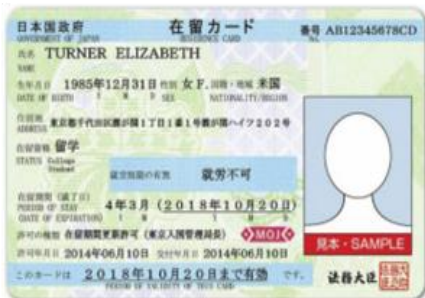 日本国政府 在留カード 番号 AB12345678CD
GOVERNMENT OF JAPAN RESIDENCE CARD No.
氏名 TURNER ELIZABETH
NAME
生年月日 1985年12月31日 性別 女 F. 国籍・地域 米国
DATE OF BIRTH Y M D SEX NATIONALITY/REGION
住居地 東京都千代田区霞が関1丁目1番1号霞が関ハイツ202号
ADDRESS
在留資格 留学
STATUS College
Student
就労制限の有無 就労不可
在留期間(満了日) 4年3月(2018年10月20日)
PERIOD OF STAY
(DATE OF EXPIRATION) Y M Y M D
許可の種類 在留期間更新許可(東京入国管理局長) MOJ
許可年月日 2014年06月10日 交付年月日 2014年06月10日
見本・SAMPLE
このカードは 2018年10月20日まで有効 です。
PERIOD OF VALIDITY OF THIS CARD
法務大臣